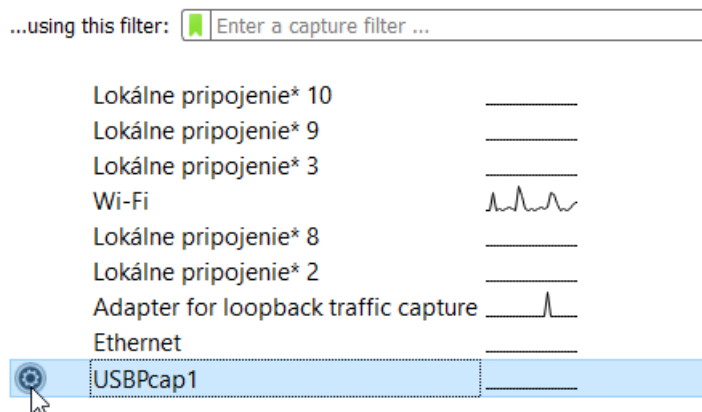 ...using this filter: Enter a capture filter ...
Lokálne pripojenie* 10
Lokálne pripojenie* 9
Lokálne pripojenie* 3
Wi-Fi
Lokálne pripojenie* 8
Lokálne pripojenie* 2
Adapter for loopback traffic capture
Ethernet
USBPcap1